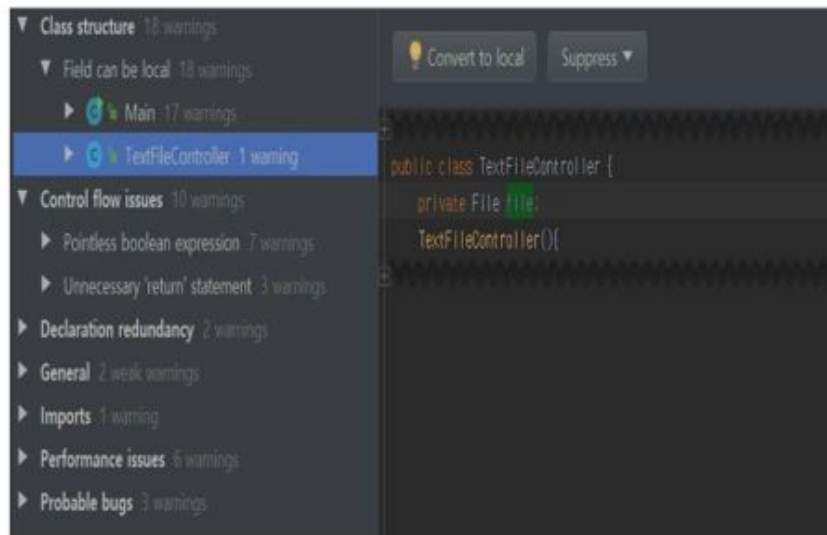 Class structure 18 warnings
Field can be local 18 warnings
Main 17 warnings
TextFileController 1 warning
Control flow issues 10 warnings
Pointless boolean expression 7 warnings
Unnecessary 'return' statement 3 warnings
Declaration redundancy 2 warnings
General 2 weak warnings
Imports 1 warning
Performance issues 6 warnings
Probable bugs 3 warnings
Convert to local Suppress
public class TextFileController {
private File file;
TextFileController(){